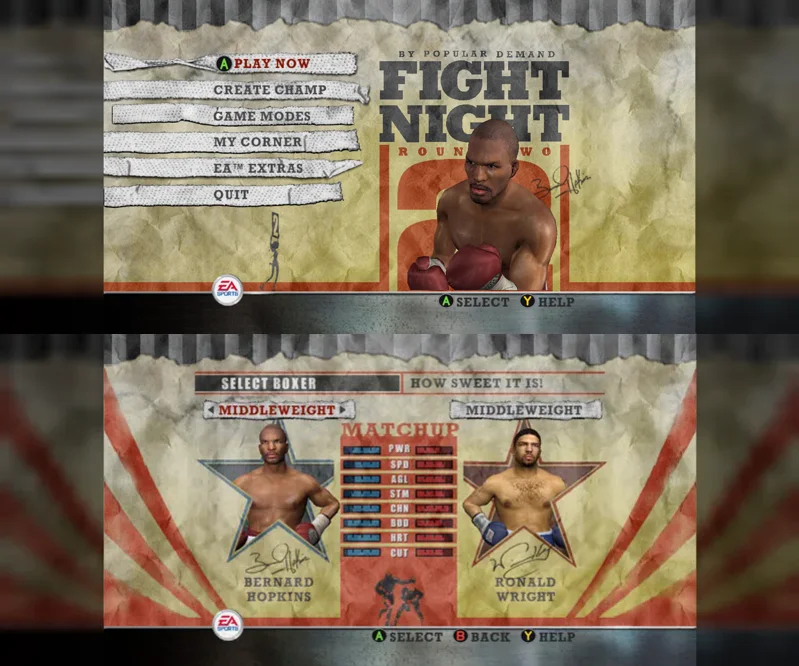 A PLAY NOW
CREATE CHAMP
GAME MODES
MY CORNER
EA™ EXTRAS
QUIT
BY POPULAR DEMAND
FIGHT
NIGHT
EA
SPORTS
A SELECT Y HELP
SELECT BOXER
HOW SWEET IT IS!
MIDDLEWEIGHT
MIDDLEWEIGHT
MATCHUP
PWR
SPD
AGL
STM
CHN
BOD
HRT
CUT
BERNARD
HOPKINS
RONALD
WRIGHT
EA
SPORTS
A SELECT B BACK Y HELP